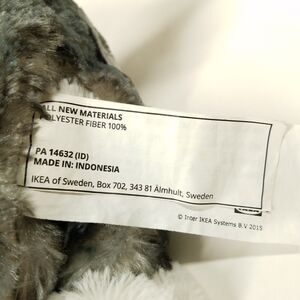 ALL NEW MATERIALS
POLYESTER FIBER 100%
PA 14632 (ID)
MADE IN: INDONESIA
IKEA of Sweden, Box 702, 343 81 Älmhult, Sweden
© Inter IKEA Systems B.V 2015